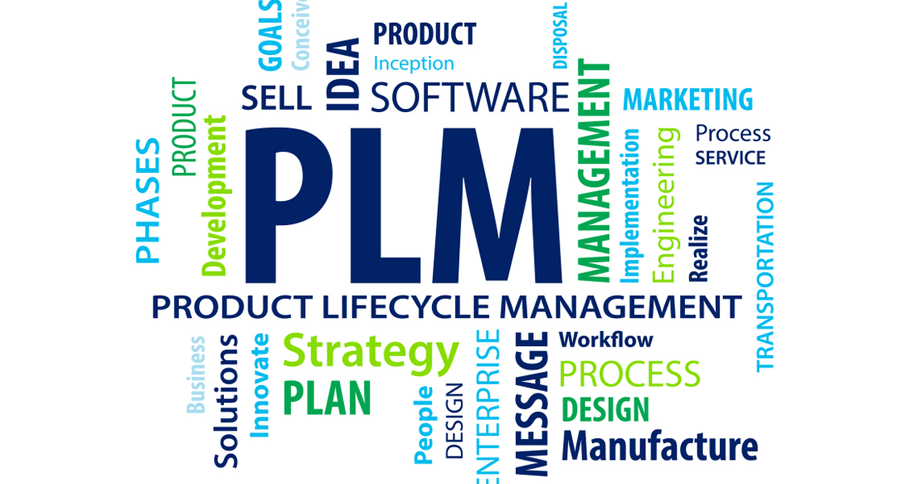 GOALS
Conceive
IDEA
PRODUCT
Inception
DISPOSAL
SELL
SOFTWARE
MANAGEMENT
MARKETING
PHASES
PRODUCT
Development
PLM
Implementation
Engineering
Process
SERVICE
Realize
TRANSPORTATION
PRODUCT LIFECYCLE MANAGEMENT
Business
Solutions
Innovate
Strategy
PLAN
People
DESIGN
ENTERPRISE
MESSAGE
Workflow
PROCESS
DESIGN
Manufacture